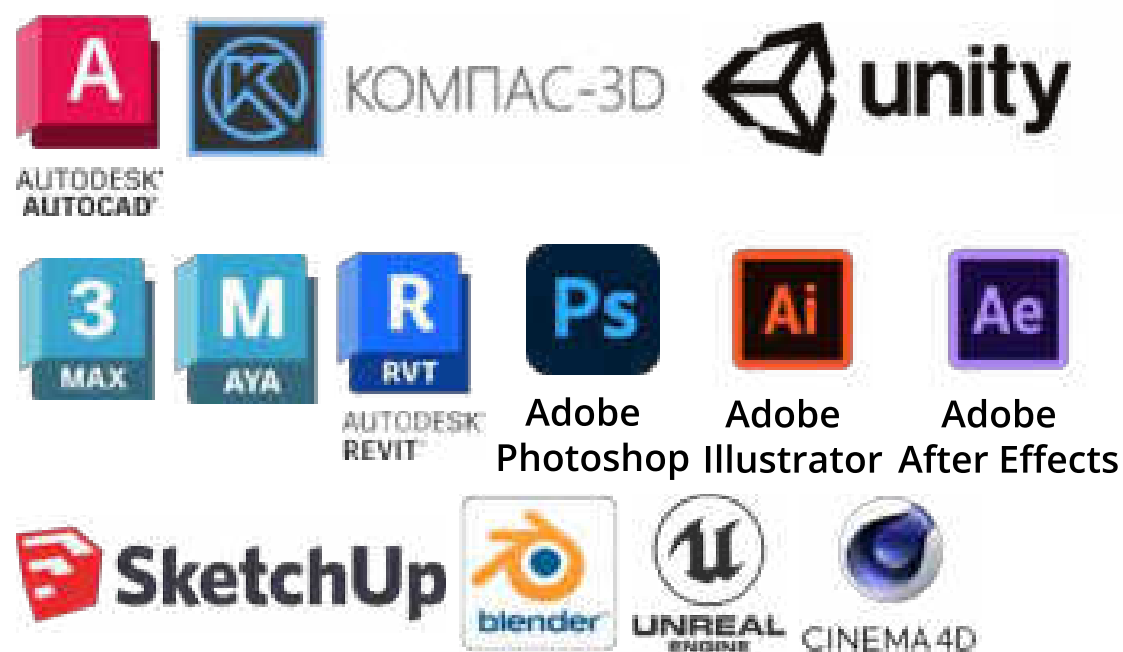 A
AUTODESK®
AUTOCAD®
КОМПАС-3D
unity
3
MAX
M
AYA
R
RVT
AUTODESK®
REVIT®
Ps
Adobe
Photoshop
Ai
Adobe
Illustrator
Ae
Adobe
After Effects
SketchUp
blender
UNREAL
ENGINE
CINEMA 4D